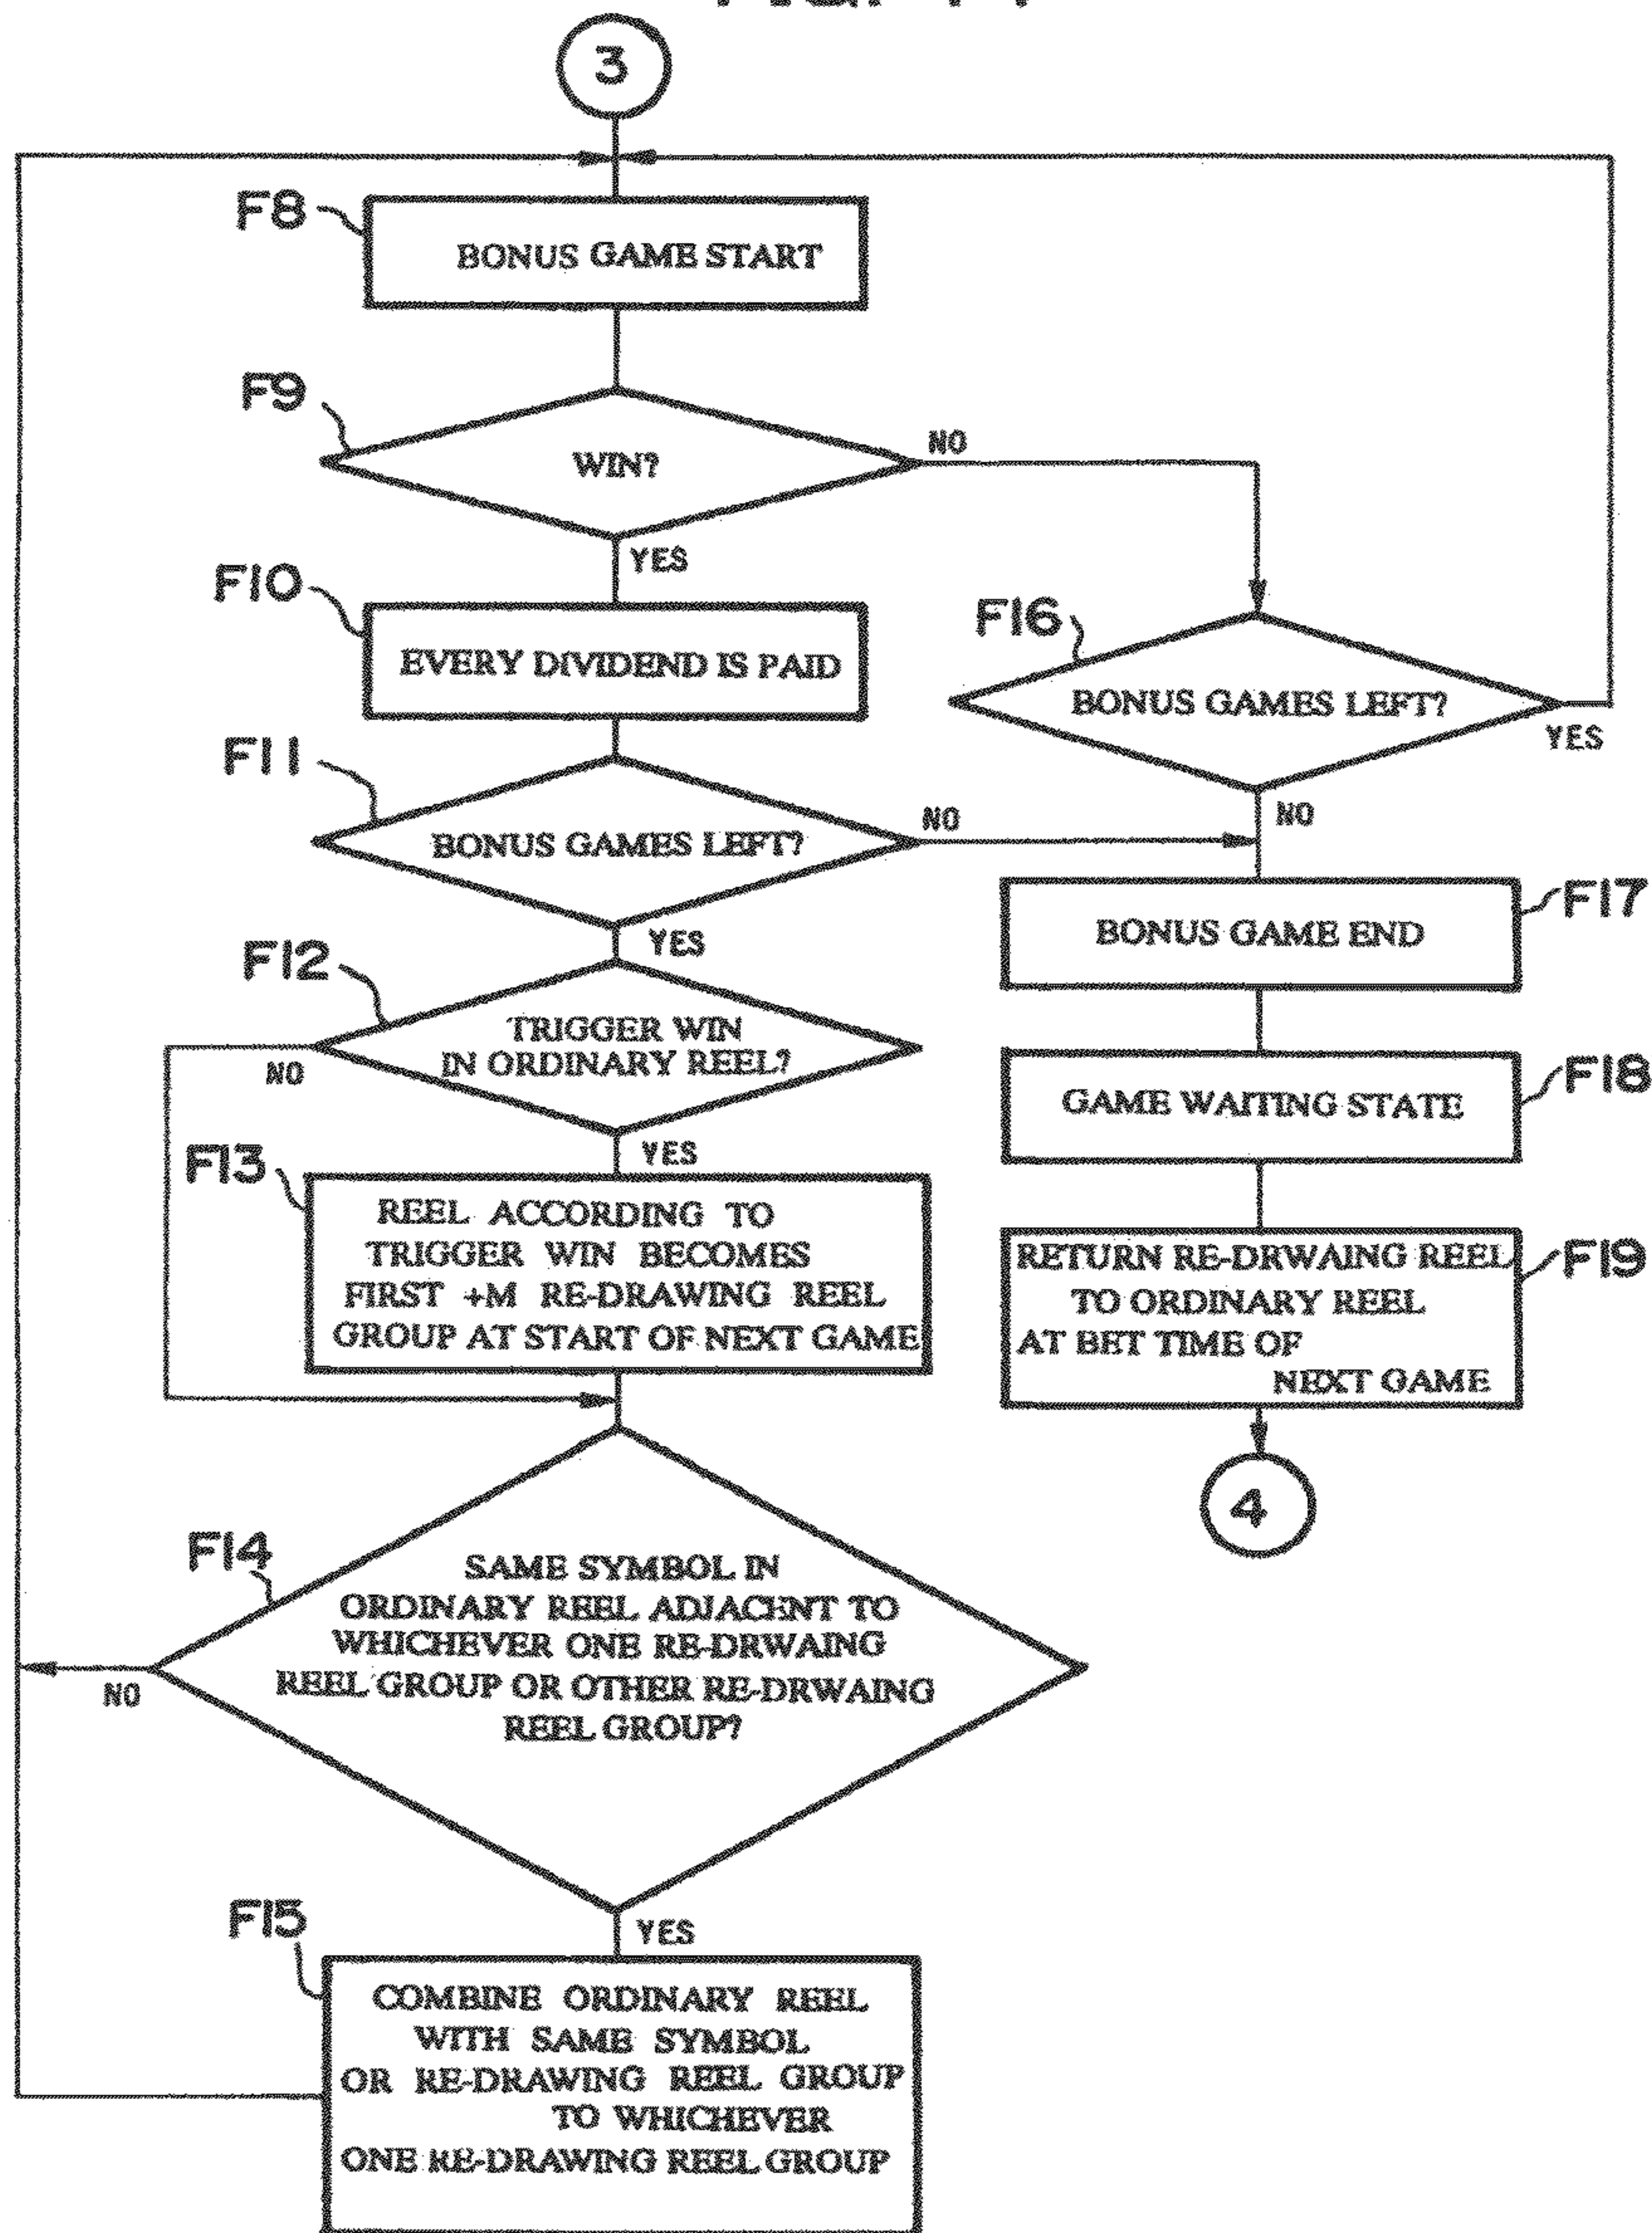 3
F8
BONUS GAME START
F9
WIN?
NO
YES
F10
EVERY DIVIDEND IS PAID
F16
BONUS GAMES LEFT?
YES
NO
F11
BONUS GAMES LEFT?
NO
YES
F17
BONUS GAME END
F12
TRIGGER WIN
IN ORDINARY REEL?
NO
YES
F18
GAME WAITING STATE
F13
REEL ACCORDING TO
TRIGGER WIN BECOMES
FIRST +M RE-DRAWING REEL
GROUP AT START OF NEXT GAME
F19
RETURN RE-DRWAING REEL
TO ORDINARY REEL
AT BET TIME OF
NEXT GAME
4
F14
SAME SYMBOL IN
ORDINARY REEL ADJACENT TO
WHICHEVER ONE RE-DRWAING
REEL GROUP OR OTHER RE-DRWAING
REEL GROUP?
NO
YES
F15
COMBINE ORDINARY REEL
WITH SAME SYMBOL
OR RE-DRAWING REEL GROUP
TO WHICHEVER
ONE RE-DRAWING REEL GROUP